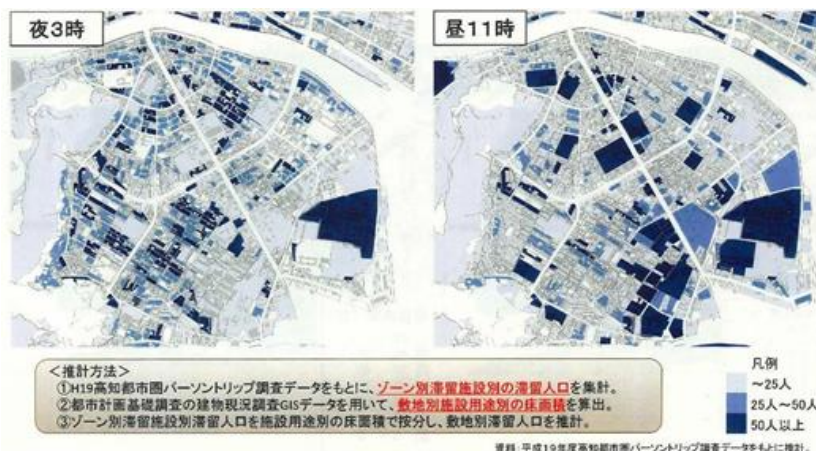 夜3時
昼11時
<推計方法>
①H19高知都市圏パーソントリップ調査データをもとに、ゾーン別滞留施設別の滞留人口を集計。
②都市計画基礎調査の建物現況調査GISデータを用いて、敷地別施設用途別の床面積を算出。
③ゾーン別滞留施設別滞留人口を施設用途別の床面積で按分し、敷地別滞留人口を推計。
凡例
~25人
25人~50人
50人以上
資料:平成19年度高知都市圏パーソントリップ調査データをもとに推計.